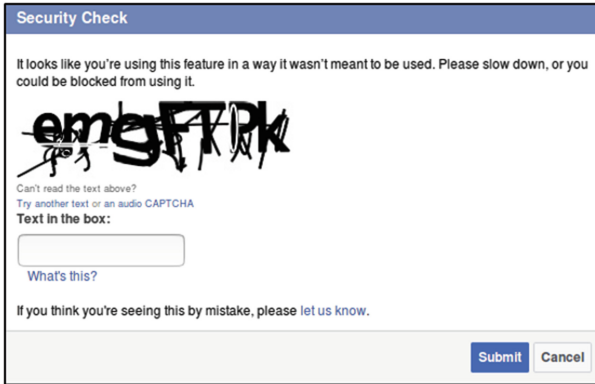 Security Check
It looks like you're using this feature in a way it wasn't meant to be used. Please slow down, or you
could be blocked from using it.
Can't read the text above?
Try another text or an audio CAPTCHA
Text in the box:
What's this?
If you think you're seeing this by mistake, please let us know.
Submit Cancel